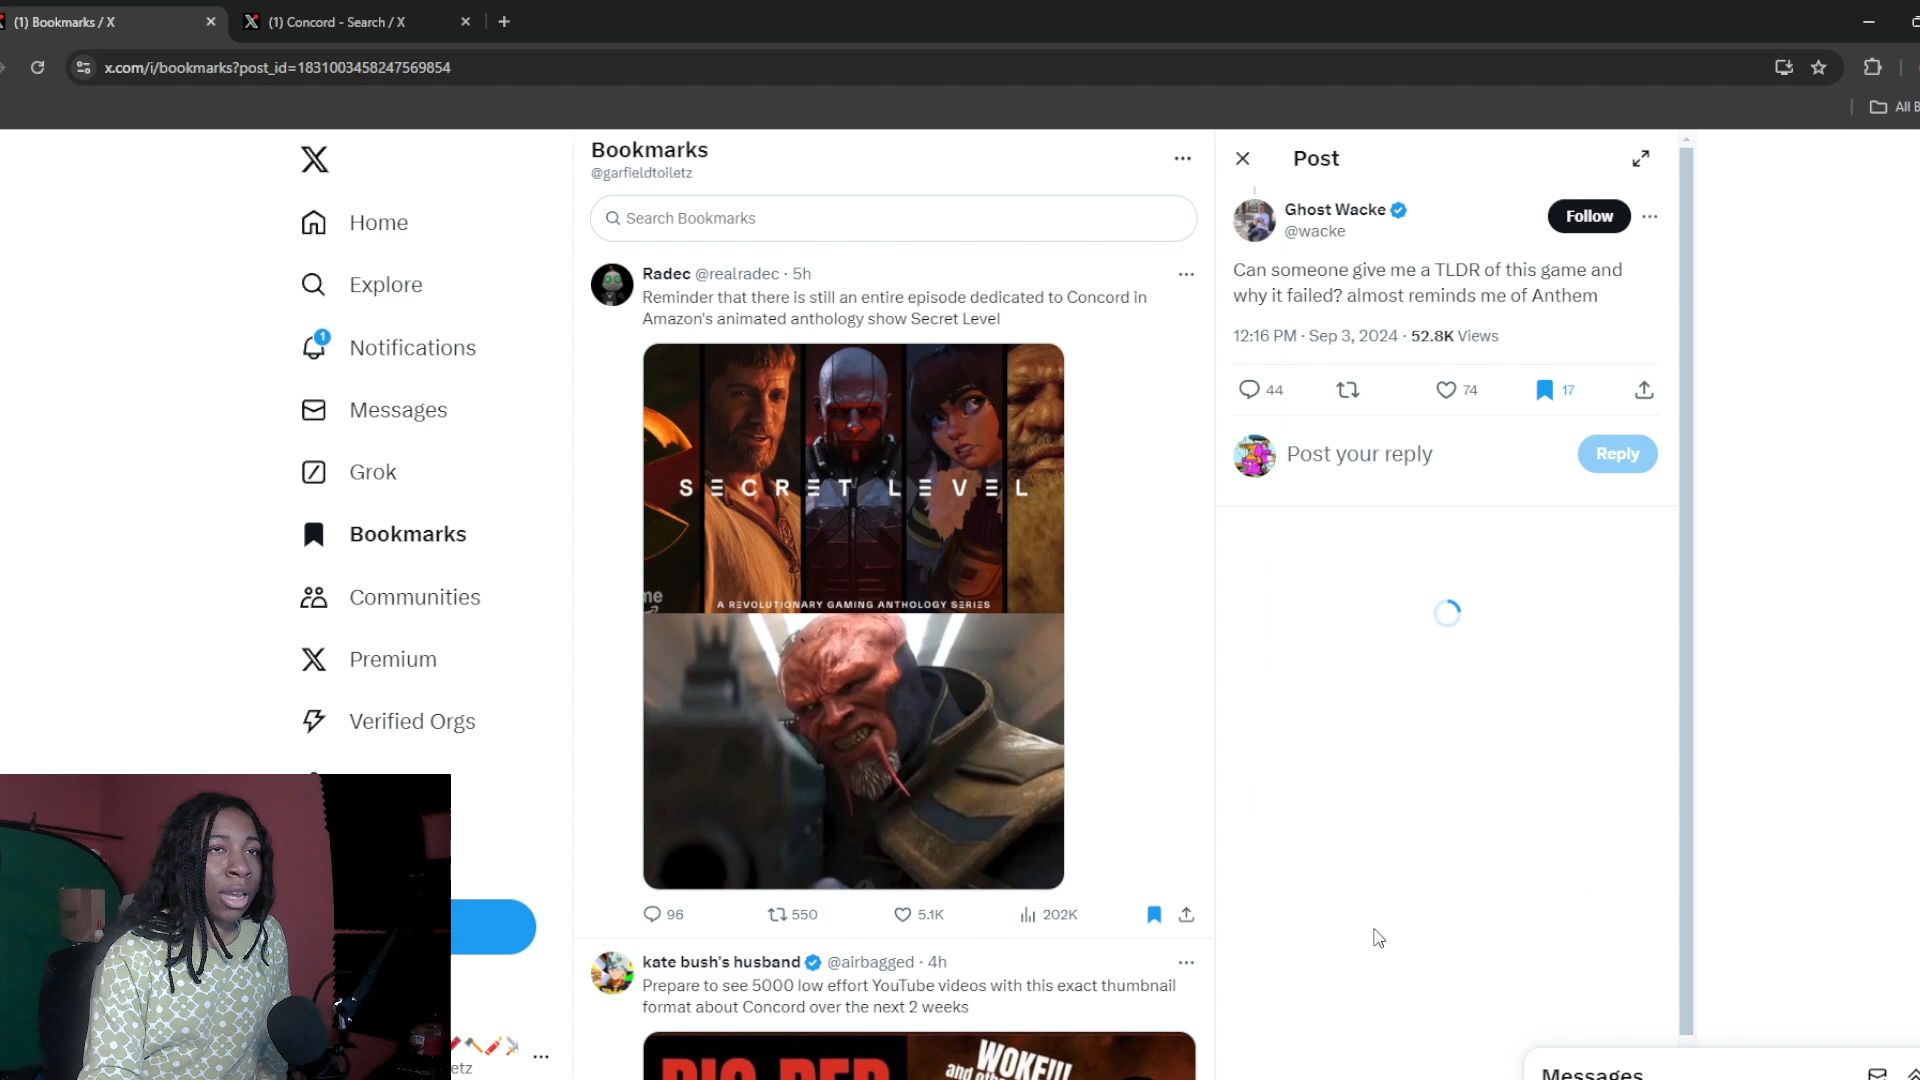 (1) Bookmarks / X
(1) Concord - Search / X
x.com/i/bookmarks?post_id=1831003458247569854
All B
Home
Explore
1
Notifications
Messages
Grok
Bookmarks
Communities
Premium
Verified Orgs
etz
Bookmarks
@garfieldtoiletz
Search Bookmarks
Radec @realradec · 5h
Reminder that there is still an entire episode dedicated to Concord in
Amazon's animated anthology show Secret Level
SECRET LEVEL
me
A REVOLUTIONARY GAMING ANTHOLOGY SERIES
96 550 5.1K 202K
kate bush's husband @airbagged · 4h
Prepare to see 5000 low effort YouTube videos with this exact thumbnail
format about Concord over the next 2 weeks
WOKE!!!
Post
Ghost Wacke
@wacke
Follow
Can someone give me a TLDR of this game and
why it failed? almost reminds me of Anthem
12:16 PM · Sep 3, 2024 · 52.8K Views
44 74 17
Post your reply
Reply
Messages